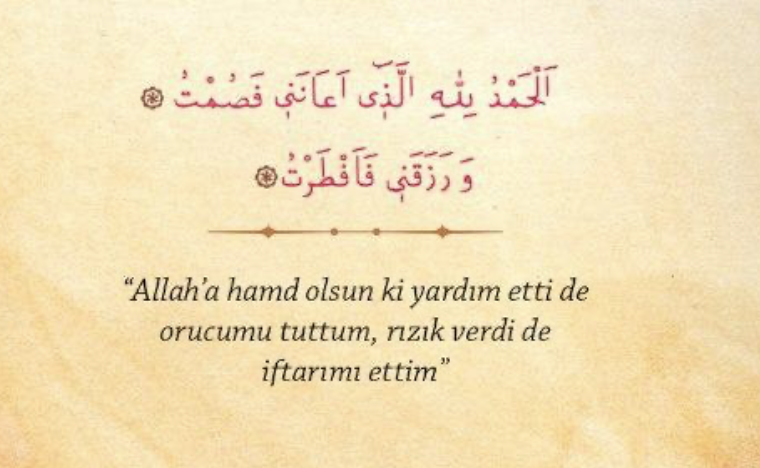 اَلْحَمْدُ لِلّٰهِ الَّذ۪ٓى اَعَانَن۪ى فَصُمْتُ
وَ رَزَقَن۪ى فَاَفْطَرْتُ
“Allah’a hamd olsun ki yardım etti de
orucumu tuttum, rızık verdi de
iftarımı ettim”